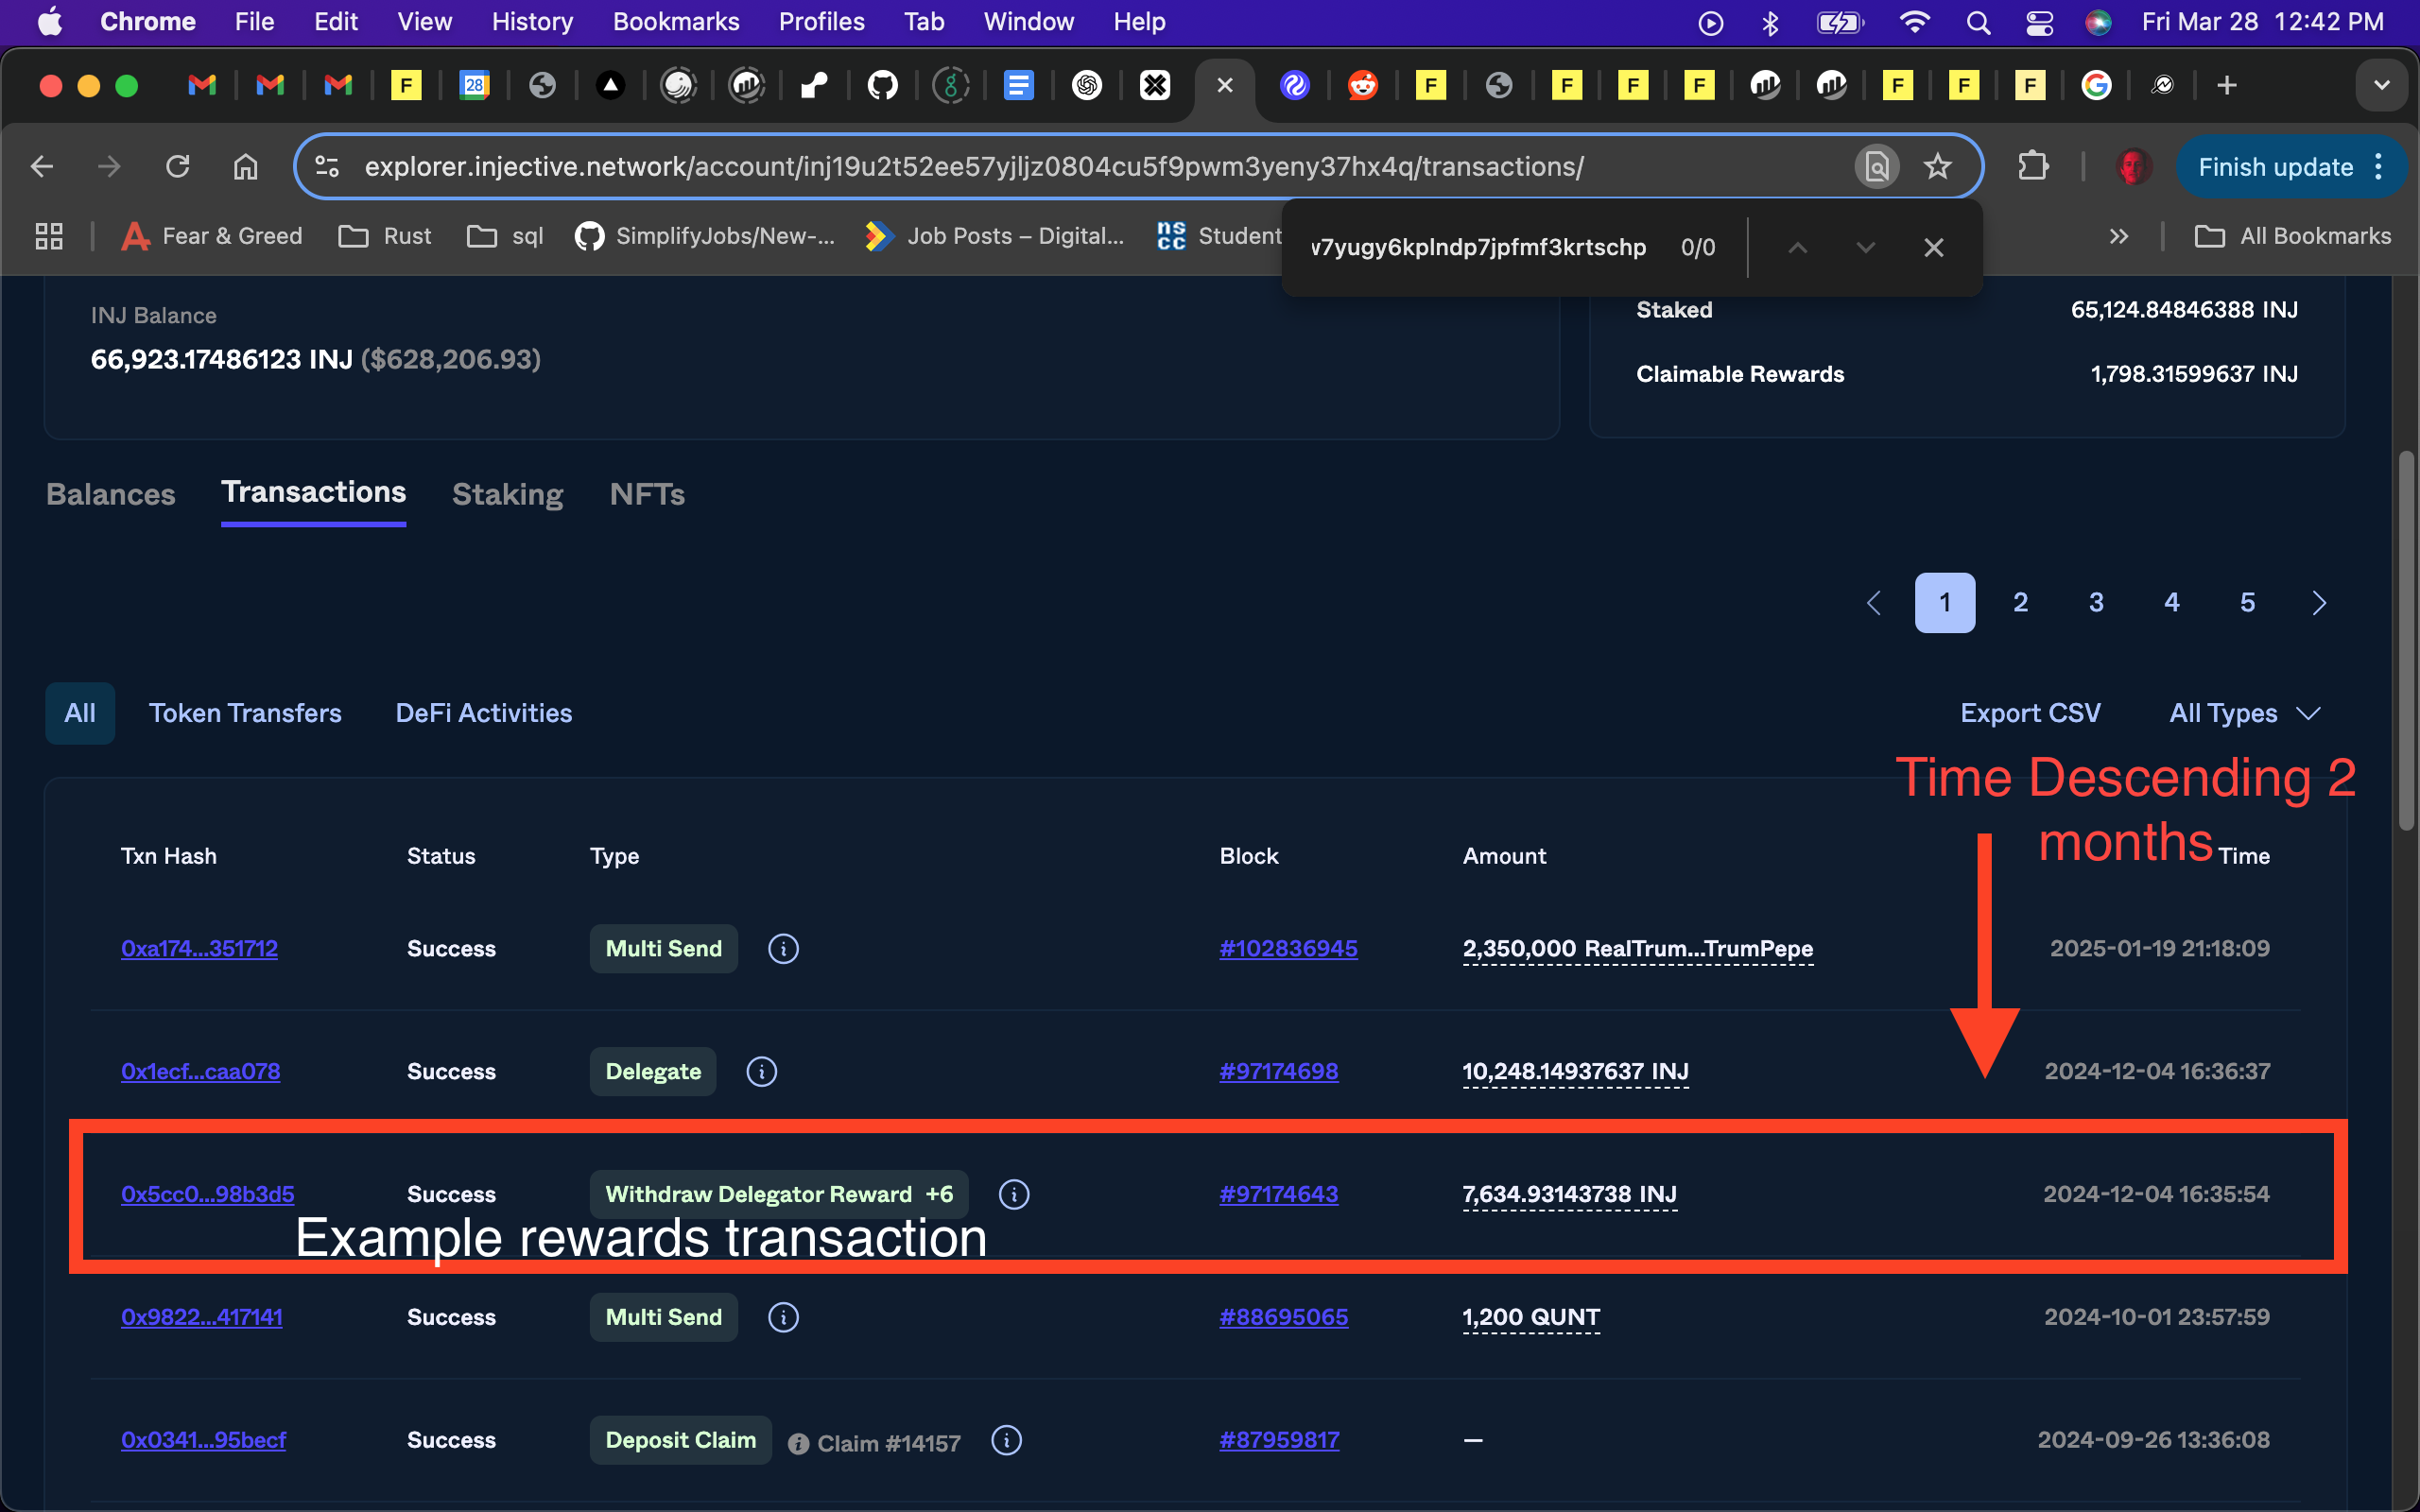 Chrome File Edit View History Bookmarks Profiles Tab Window Help Fri Mar 28 12:42 PM
F 28 F F F F F F F
explorer.injective.network/account/inj19u2t52ee57yjljz0804cu5f9pwm3yeny37hx4q/transactions/ Finish update
Fear & Greed Rust sql SimplifyJobs/New-... Job Posts – Digital... nscc Student All Bookmarks
7yugy6kplndp7jpfmf3krtschp 0/0
INJ Balance
66,923.17486123 INJ ($628,206.93)
Staked 65,124.84846388 INJ
Claimable Rewards 1,798.31599637 INJ
Balances Transactions Staking NFTs
1 2 3 4 5
All Token Transfers DeFi Activities Export CSV All Types
Time Descending 2
months
Txn Hash Status Type Block Amount Time
0xa174...351712 Success Multi Send #102836945 2,350,000 RealTrum...TrumPepe 2025-01-19 21:18:09
0x1ecf...caa078 Success Delegate #97174698 10,248.14937637 INJ 2024-12-04 16:36:37
0x5cc0...98b3d5 Success Withdraw Delegator Reward +6 #97174643 7,634.93143738 INJ 2024-12-04 16:35:54
Example rewards transaction
0x9822...417141 Success Multi Send #88695065 1,200 QUNT 2024-10-01 23:57:59
0x0341...95becf Success Deposit Claim Claim #14157 #87959817 — 2024-09-26 13:36:08